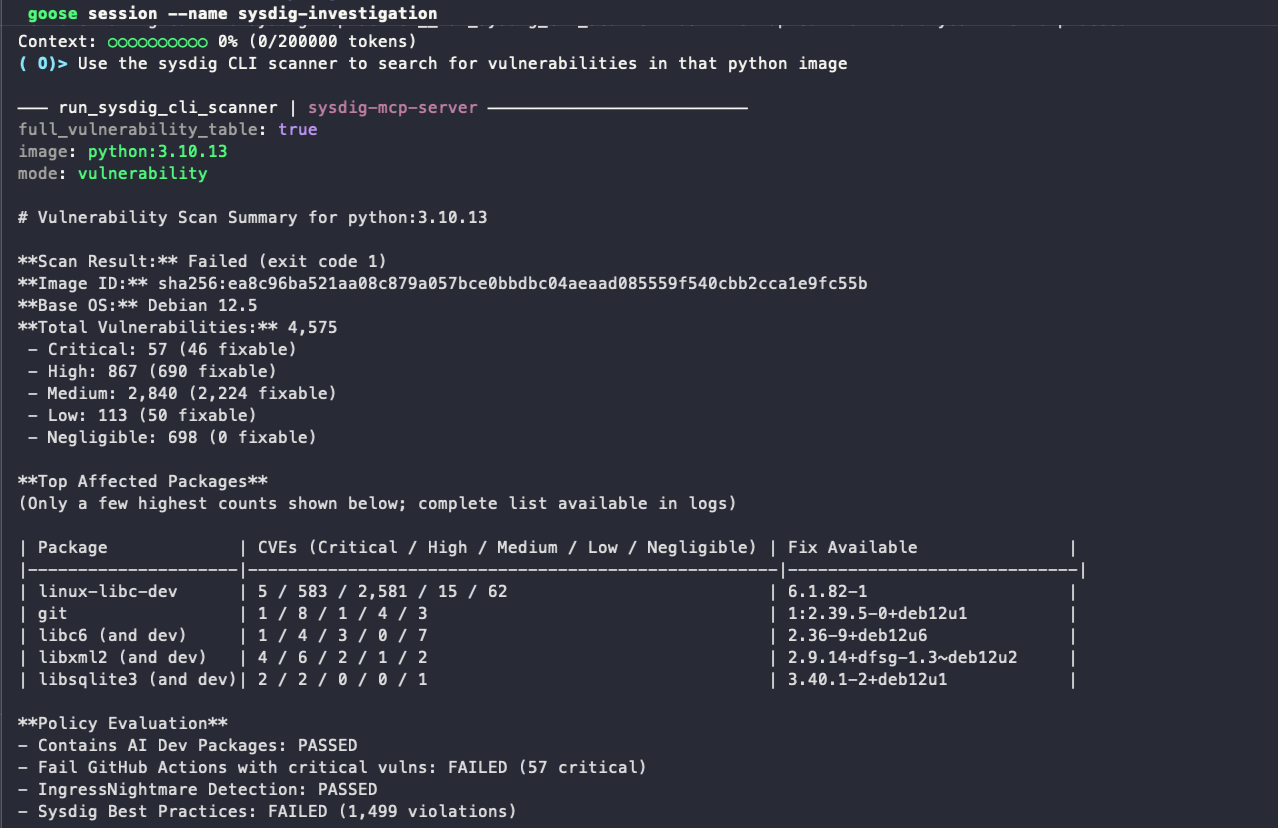 goose session --name sysdig-investigation
Context: ○○○○○○○○○○ 0% (0/200000 tokens)
( O)> Use the sysdig CLI scanner to search for vulnerabilities in that python image
─── run_sysdig_cli_scanner | sysdig-mcp-server ──────────────────────────
full_vulnerability_table: true
image: python:3.10.13
mode: vulnerability
# Vulnerability Scan Summary for python:3.10.13
**Scan Result:** Failed (exit code 1)
**Image ID:** sha256:ea8c96ba521aa08c879a057bce0bbdbc04aeaad085559f540cbb2cca1e9fc55b
**Base OS:** Debian 12.5
**Total Vulnerabilities:** 4,575
– Critical: 57 (46 fixable)
– High: 867 (690 fixable)
– Medium: 2,840 (2,224 fixable)
– Low: 113 (50 fixable)
– Negligible: 698 (0 fixable)
**Top Affected Packages**
(Only a few highest counts shown below; complete list available in logs)
| Package | CVEs (Critical / High / Medium / Low / Negligible) | Fix Available |
|---------------------|-----------------------------------------------------|-----------------------------|
| linux-libc-dev | 5 / 583 / 2,581 / 15 / 62 | 6.1.82-1 |
| git | 1 / 8 / 1 / 4 / 3 | 1:2.39.5-0+deb12u1 |
| libc6 (and dev) | 1 / 4 / 3 / 0 / 7 | 2.36-9+deb12u6 |
| libxml2 (and dev) | 4 / 6 / 2 / 1 / 2 | 2.9.14+dfsg-1.3~deb12u2 |
| libsqlite3 (and dev)| 2 / 2 / 0 / 0 / 1 | 3.40.1-2+deb12u1 |
**Policy Evaluation**
– Contains AI Dev Packages: PASSED
– Fail GitHub Actions with critical vulns: FAILED (57 critical)
– IngressNightmare Detection: PASSED
– Sysdig Best Practices: FAILED (1,499 violations)